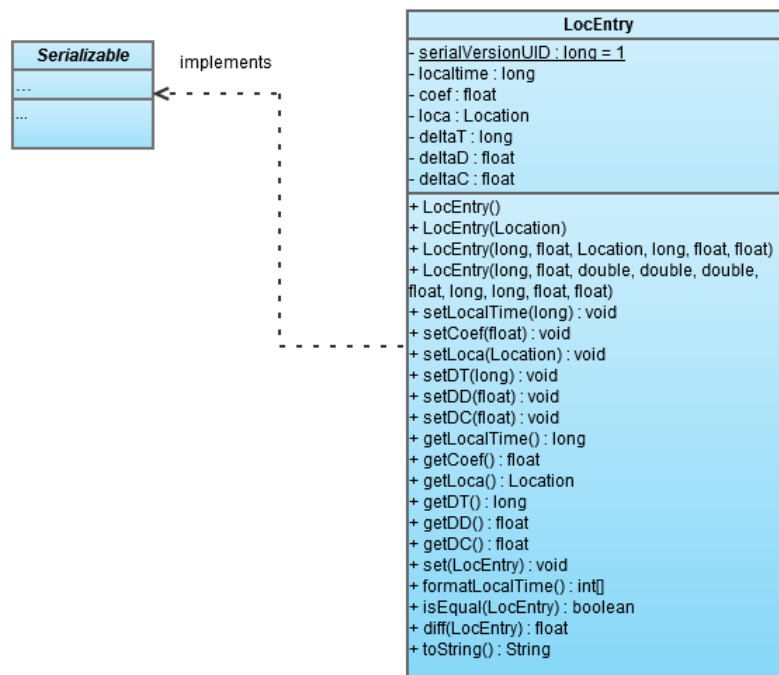 Serializable
...
...
implements
LocEntry
- serialVersionUID : long = 1
- localtime : long
- coef : float
- loca : Location
- deltaT : long
- deltaD : float
- deltaC : float
+ LocEntry()
+ LocEntry(Location)
+ LocEntry(long, float, Location, long, float, float)
+ LocEntry(long, float, double, double, double,
float, long, long, float, float)
+ setLocalTime(long) : void
+ setCoef(float) : void
+ setLoca(Location) : void
+ setDT(long) : void
+ setDD(float) : void
+ setDC(float) : void
+ getLocalTime() : long
+ getCoef() : float
+ getLoca() : Location
+ getDT() : long
+ getDD() : float
+ getDC() : float
+ set(LocEntry) : void
+ formatLocalTime() : int[]
+ isEqual(LocEntry) : boolean
+ diff(LocEntry) : float
+ toString() : String